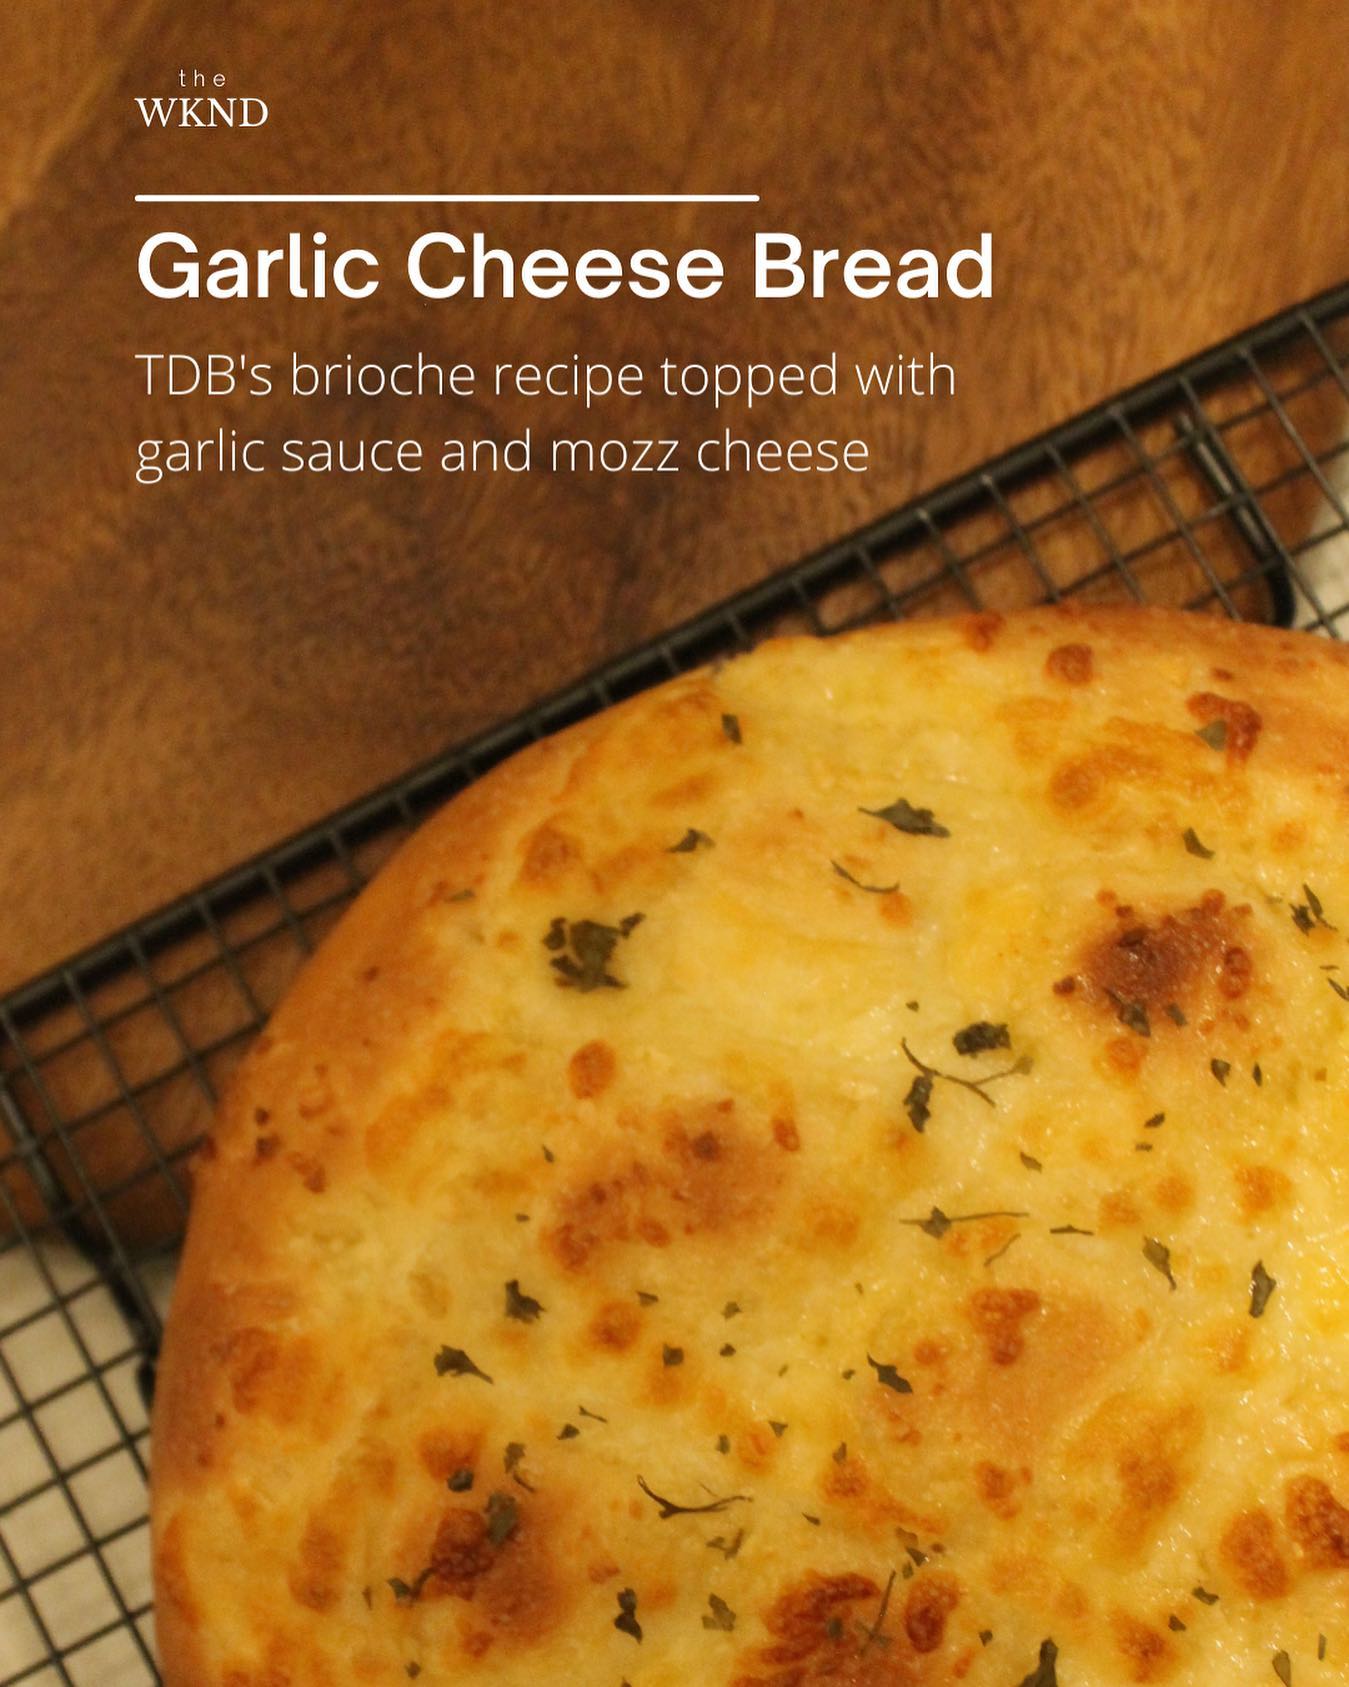 the
WKND
Garlic Cheese Bread
TDB's brioche recipe topped with
garlic sauce and mozz cheese